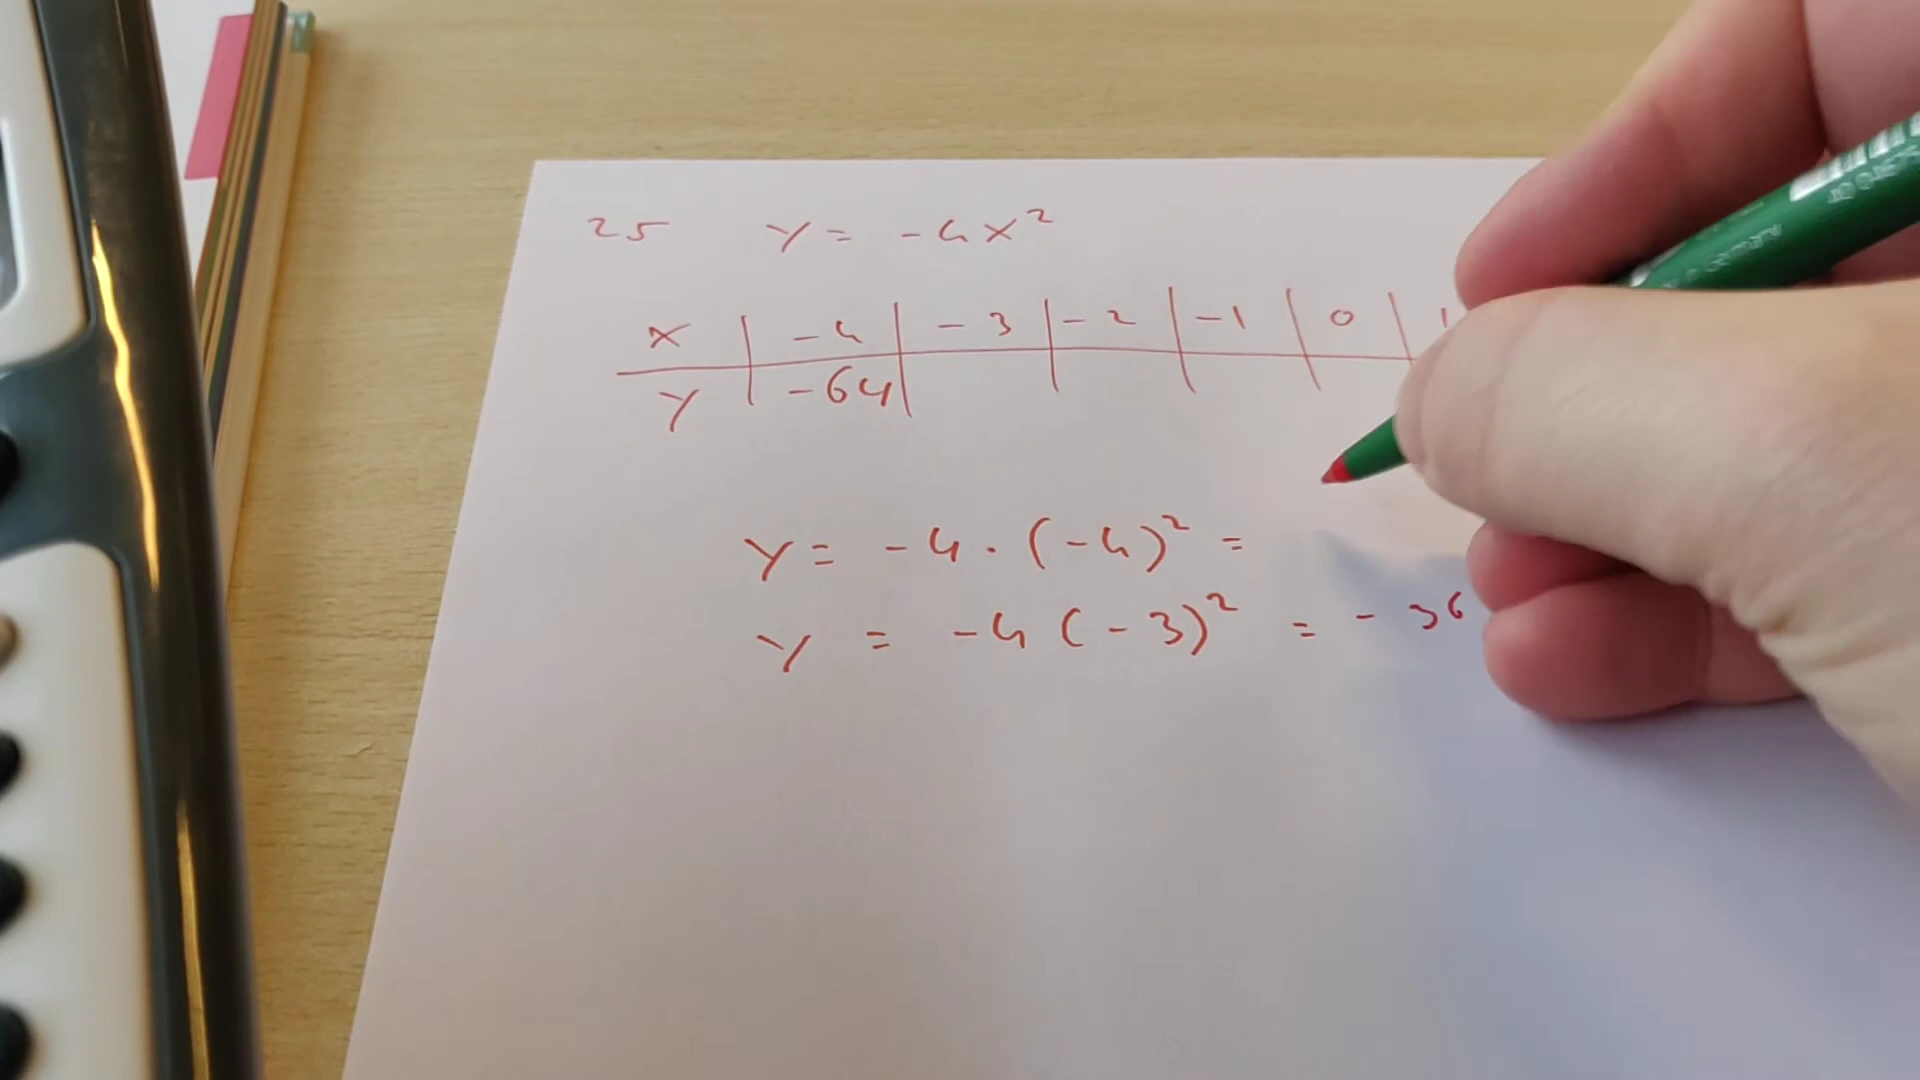 25 y = -4x²
x | -4 | -3 | -2 | -1 | 0 | 1
y | -64 |
y = -4 · (-4)² =
y = -4 (-3)² = - 36